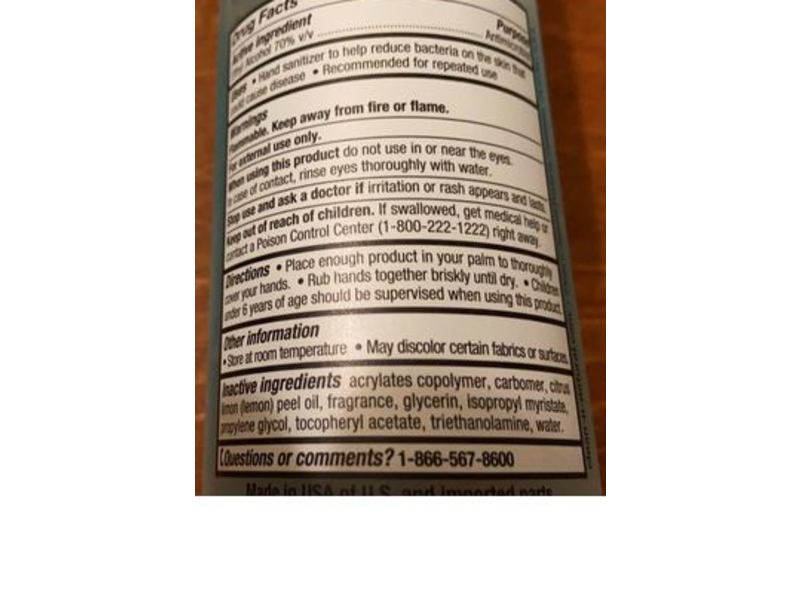 Drug Facts
Active ingredient Purpose
Alcohol 70% v/v Antimicrobial
Uses • Hand sanitizer to help reduce bacteria on the skin that
could cause disease • Recommended for repeated use
Warnings
Flammable. Keep away from fire or flame.
For external use only.
When using this product do not use in or near the eyes.
In case of contact, rinse eyes thoroughly with water.
Stop use and ask a doctor if irritation or rash appears and lasts.
Keep out of reach of children. If swallowed, get medical help or
contact a Poison Control Center (1-800-222-1222) right away.
Directions • Place enough product in your palm to thoroughly
cover your hands. • Rub hands together briskly until dry. • Children
under 6 years of age should be supervised when using this product.
Other information
• Store at room temperature • May discolor certain fabrics or surfaces.
Inactive ingredients acrylates copolymer, carbomer, citrus
limon (lemon) peel oil, fragrance, glycerin, isopropyl myristate,
propylene glycol, tocopheryl acetate, triethanolamine, water.
Questions or comments? 1-866-567-8600
Made in USA of U.S. and imported parts